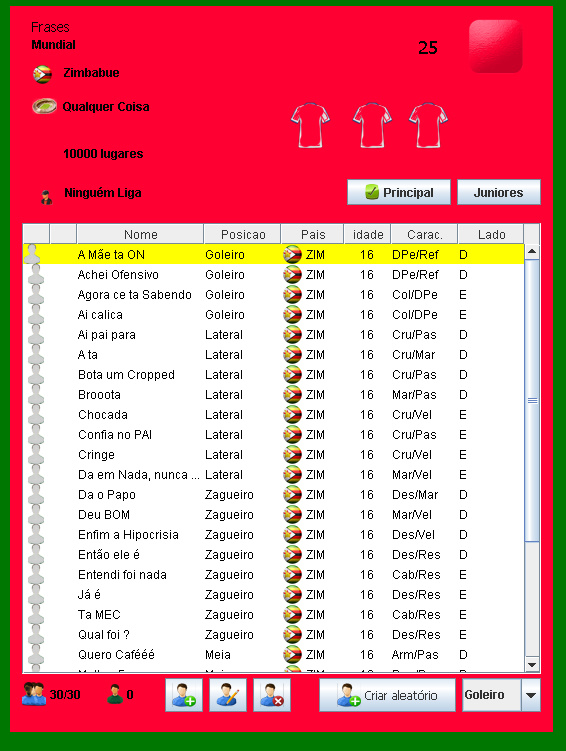 Frases
Mundial
25
Zimbabue
Qualquer Coisa
10000 lugares
Ninguém Liga
Principal Juniores
Nome Posicao Pais idade Carac. Lado
A Mãe ta ON Goleiro ZIM 16 DPe/Ref D
Achei Ofensivo Goleiro ZIM 16 DPe/Ref D
Agora ce ta Sabendo Goleiro ZIM 16 Col/DPe E
Ai calica Goleiro ZIM 16 Col/DPe E
Ai pai para Lateral ZIM 16 Cru/Pas D
A ta Lateral ZIM 16 Cru/Mar D
Bota um Cropped Lateral ZIM 16 Cru/Pas D
Brooota Lateral ZIM 16 Mar/Pas D
Chocada Lateral ZIM 16 Cru/Vel E
Confia no PAI Lateral ZIM 16 Cru/Pas E
Cringe Lateral ZIM 16 Cru/Vel E
Da em Nada, nunca ... Lateral ZIM 16 Mar/Vel E
Da o Papo Zagueiro ZIM 16 Des/Mar D
Deu BOM Zagueiro ZIM 16 Mar/Vel D
Enfim a Hipocrisia Zagueiro ZIM 16 Des/Vel D
Então ele é Zagueiro ZIM 16 Des/Res D
Entendi foi nada Zagueiro ZIM 16 Cab/Res E
Já é Zagueiro ZIM 16 Des/Res E
Ta MEC Zagueiro ZIM 16 Cab/Res E
Qual foi ? Zagueiro ZIM 16 Des/Res E
Quero Cafééé Meia ZIM 16 Arm/Pas D
30/30 0 Criar aleatório Goleiro